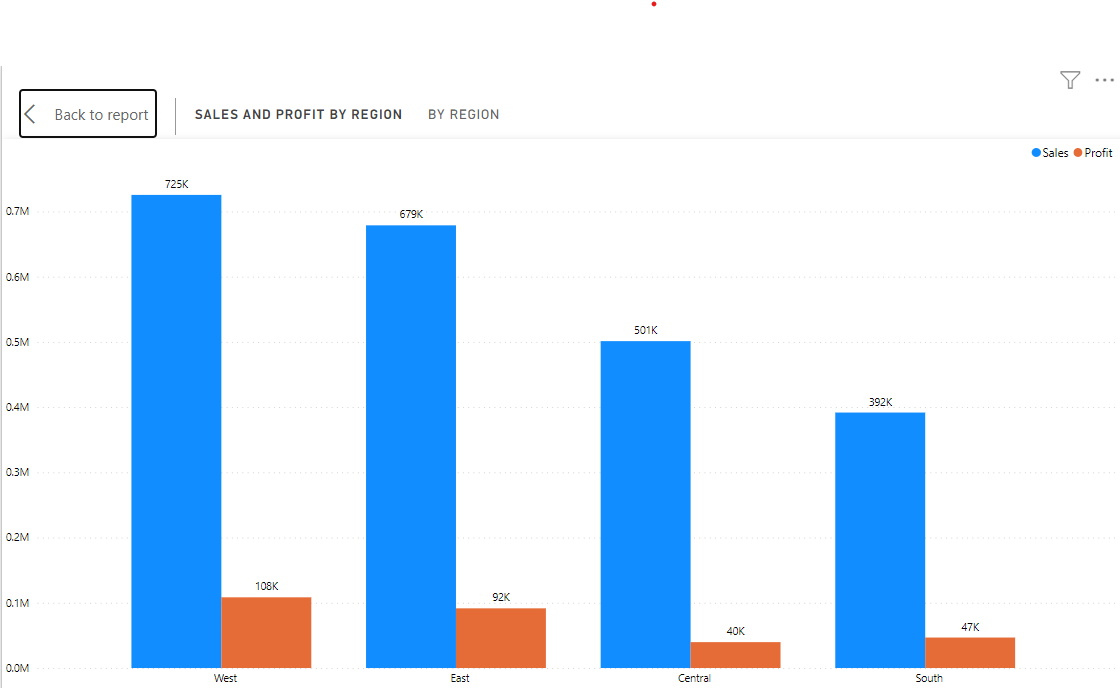 Back to report
SALES AND PROFIT BY REGION BY REGION
Sales Profit
725K
679K
501K
392K
108K
92K
40K
47K
0.7M
0.6M
0.5M
0.4M
0.3M
0.2M
0.1M
0.0M
West East Central South